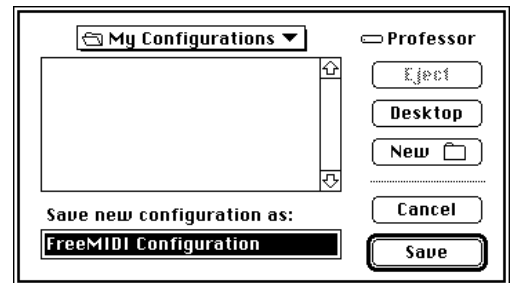 My Configurations
Professor
Eject
Desktop
New
Save new configuration as:
FreeMIDI Configuration
Cancel
Save